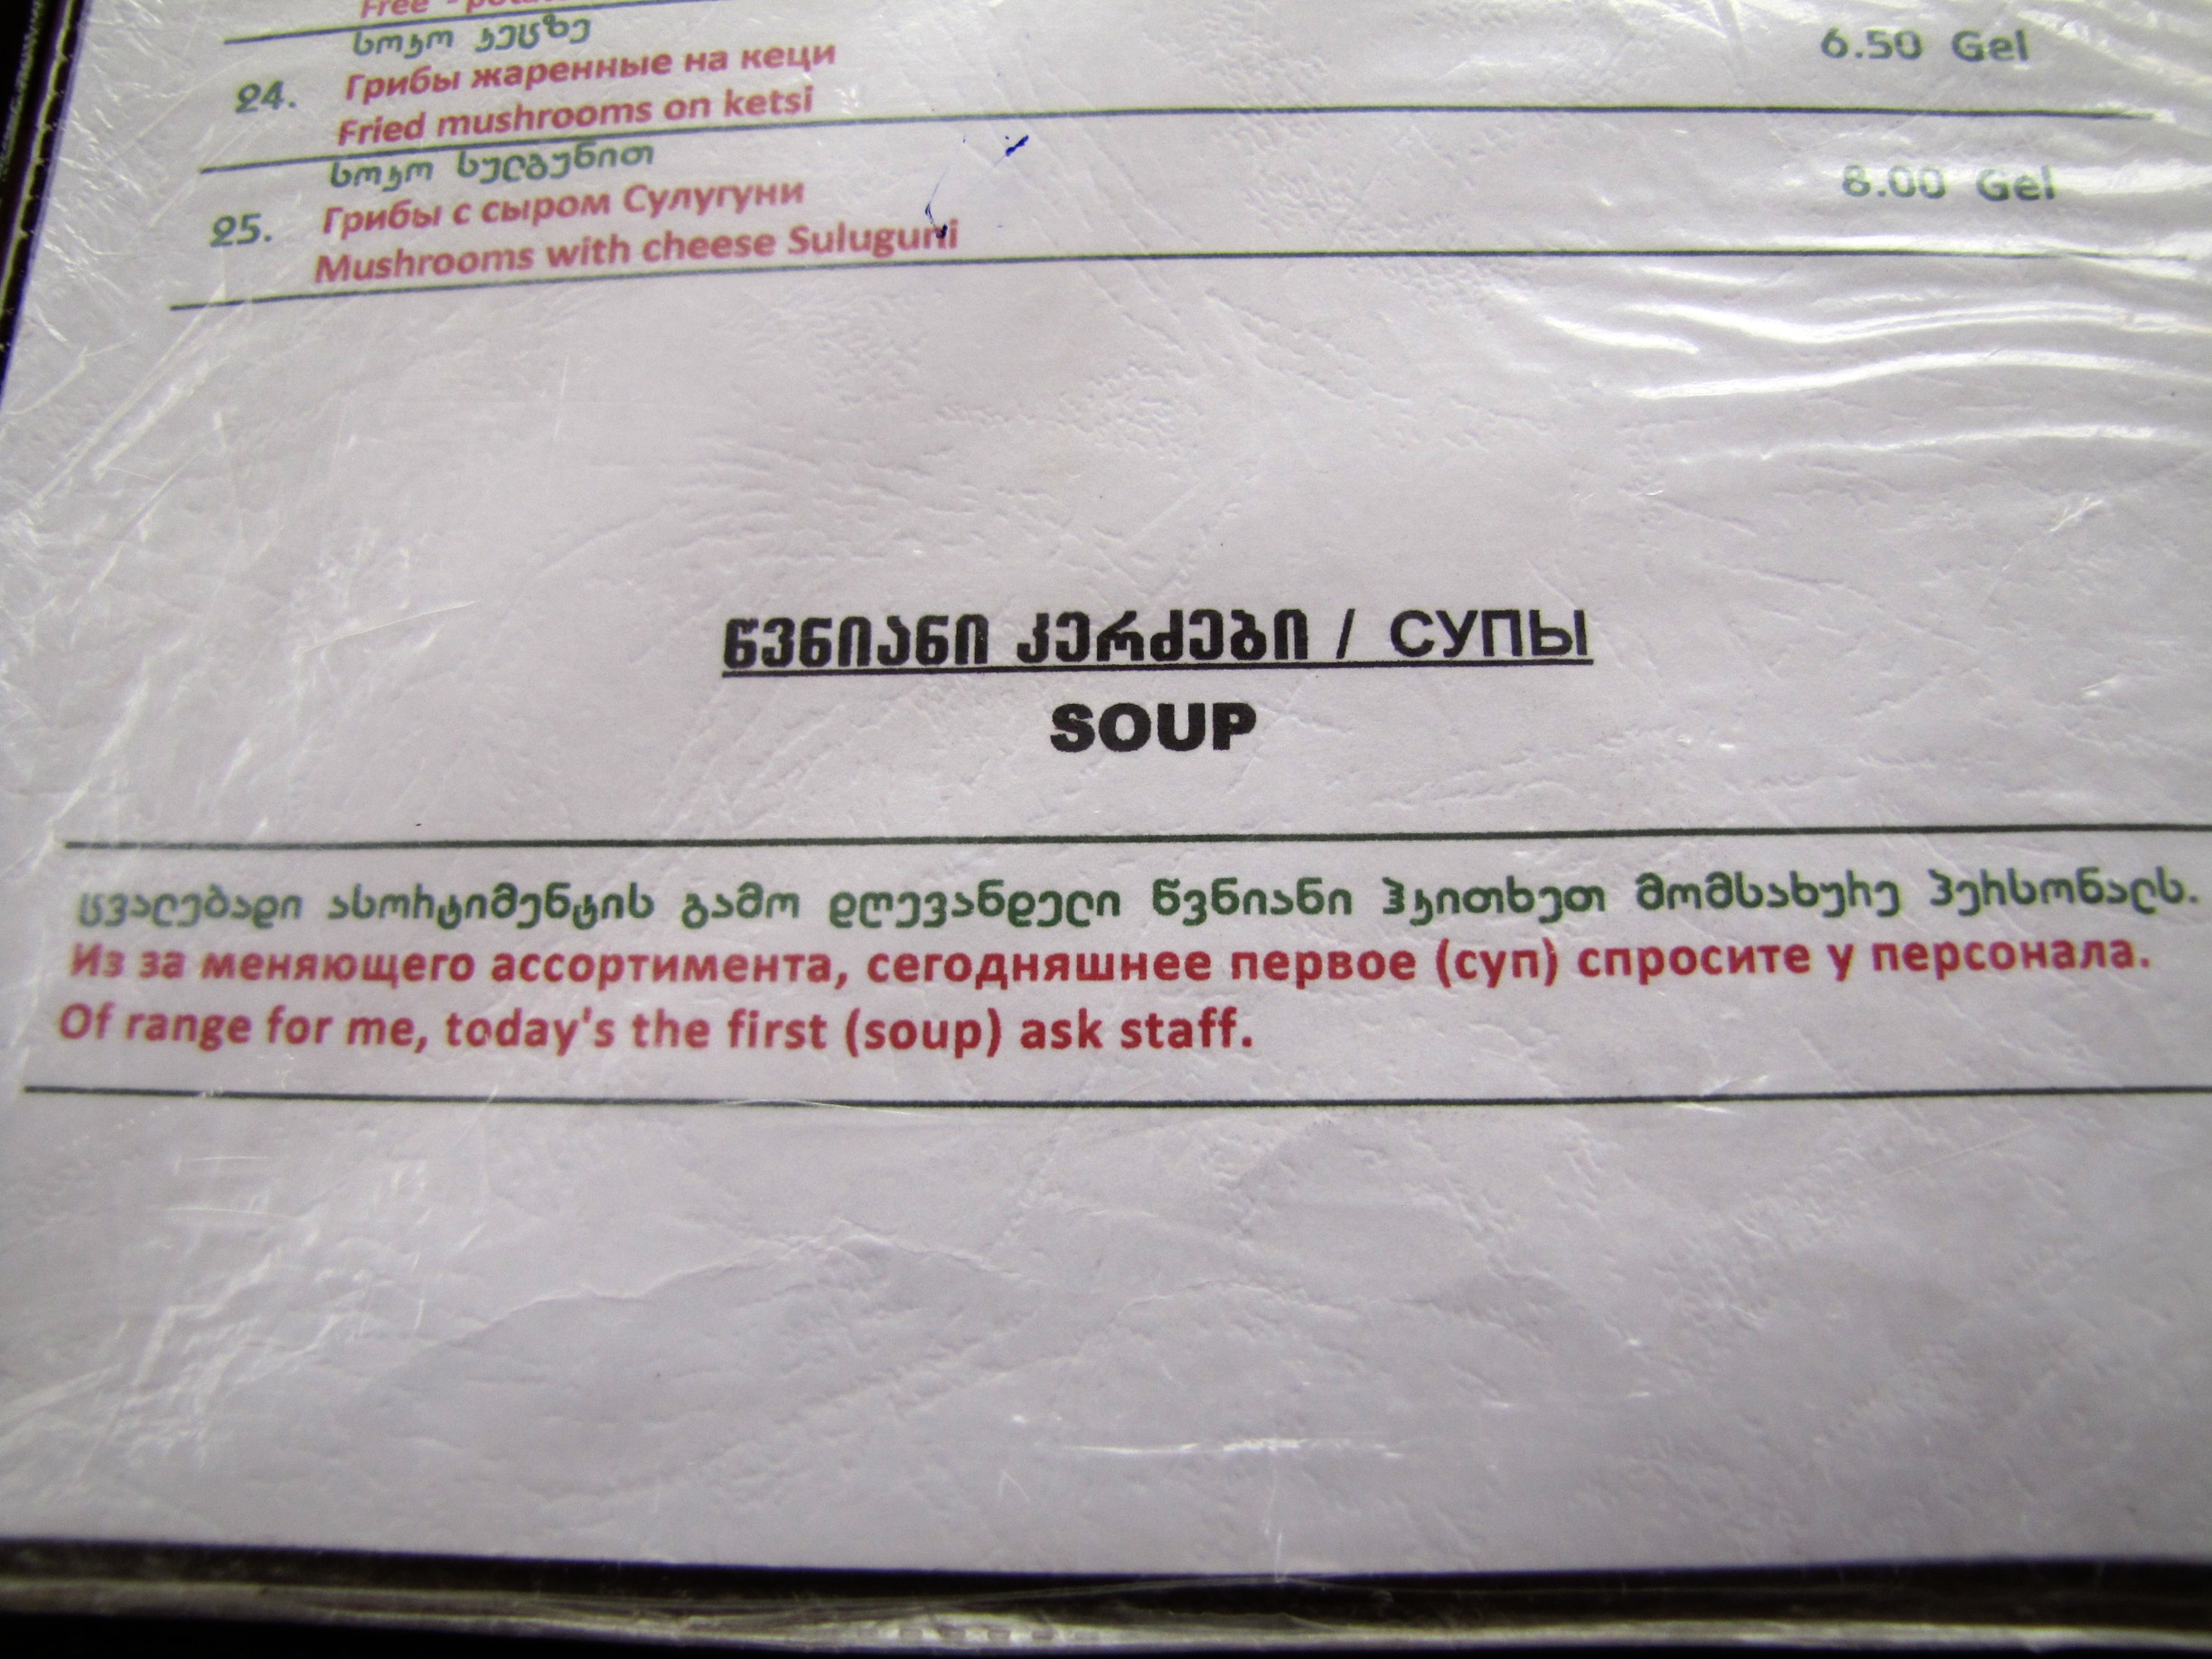 Free - 
სოკო კეცზე
24. Грибы жаренные на кеци 6.50 Gel
Fried mushrooms on ketsi
სოკო სულგუნით
25. Грибы с сыром Сулугуни 8.00 Gel
Mushrooms with cheese Suluguni
წვნიანი კერძები / СУПЫ
SOUP
ცვალებადი ასორტიმენტის გამო დღევანდელი წვნიანი ჰკითხეთ მომსახურე პერსონალს.
Из за меняющего ассортимента, сегодняшнее первое (суп) спросите у персонала.
Of range for me, today's the first (soup) ask staff.